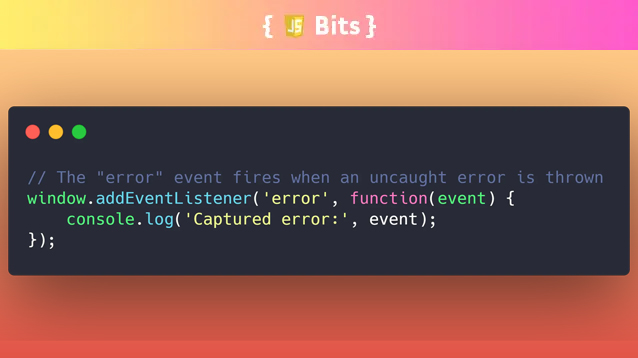 { JS Bits }
// The "error" event fires when an uncaught error is thrown
window.addEventListener('error', function(event) {
    console.log('Captured error:', event);
});